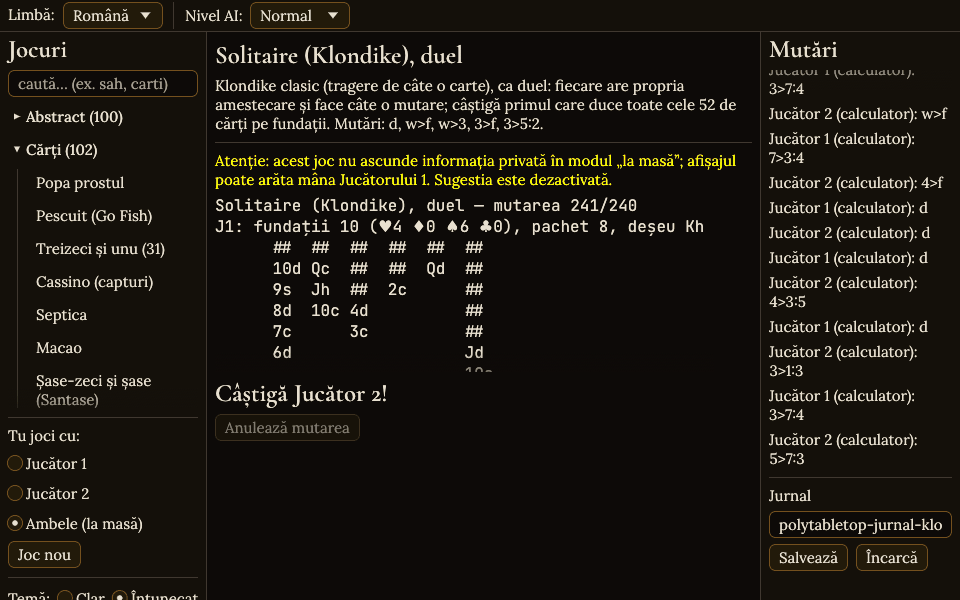 Limbă: Română ▼ Nivel AI: Normal ▼
Jocuri
caută... (ex. sah, carti)
▸ Abstract (100)
▾ Cărți (102)
Popa prostul
Pescuit (Go Fish)
Treizeci și unu (31)
Cassino (capturi)
Septica
Macao
Șase-zeci și șase
(Santase)
Tu joci cu:
Jucător 1
Jucător 2
Ambele (la masă)
Joc nou
Temă: Clar Întunecat
Solitaire (Klondike), duel
Klondike clasic (tragere de câte o carte), ca duel: fiecare are propria
amestecare și face câte o mutare; câștigă primul care duce toate cele 52 de
cărți pe fundații. Mutări: d, w>f, w>3, 3>f, 3>5:2.
Atenție: acest joc nu ascunde informația privată în modul „la masă”; afișajul
poate arăta mâna Jucătorului 1. Sugestia este dezactivată.
Solitaire (Klondike), duel — mutarea 241/240
J1: fundații 10 (♥4 ♦0 ♠6 ♣0), pachet 8, deșeu Kh
## ## ## ## ## ##
10d Qc ## ## Qd ##
9s Jh ## 2c ##
8d 10c 4d ##
7c 3c ##
6d Jd
Câștigă Jucător 2!
Anulează mutarea
Mutări
Jucător 1 (calculator):
3>7:4
Jucător 2 (calculator): w>f
Jucător 1 (calculator):
7>3:4
Jucător 2 (calculator): 4>f
Jucător 1 (calculator): d
Jucător 2 (calculator): d
Jucător 1 (calculator): d
Jucător 2 (calculator):
4>3:5
Jucător 1 (calculator): d
Jucător 2 (calculator):
3>1:3
Jucător 1 (calculator):
3>7:4
Jucător 2 (calculator):
5>7:3
Jurnal
polytabletop-jurnal-klo
Salvează Încarcă